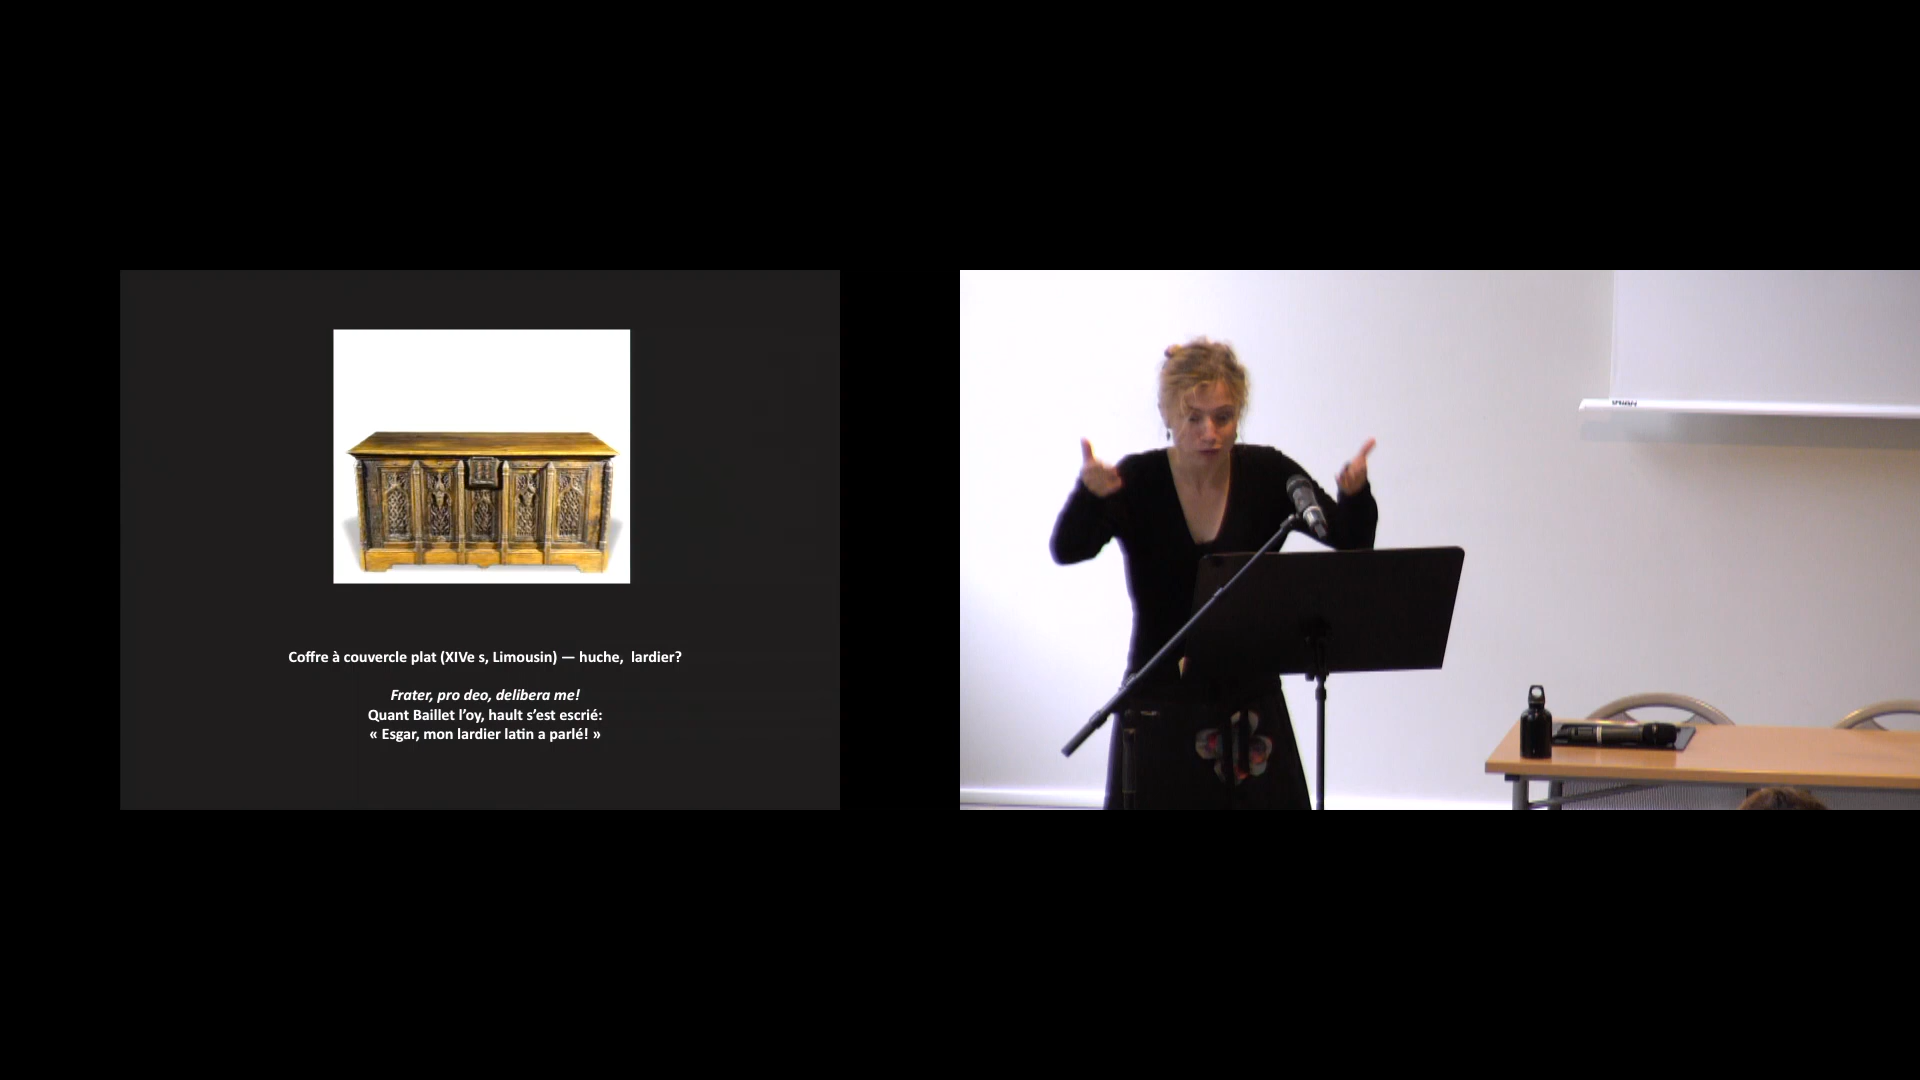 Coffre à couvercle plat (XIVe s, Limousin) — huche, lardier?
Frater, pro deo, delibera me!
Quant Baillet l’oy, hault s’est escrié:
« Esgar, mon lardier latin a parlé! »